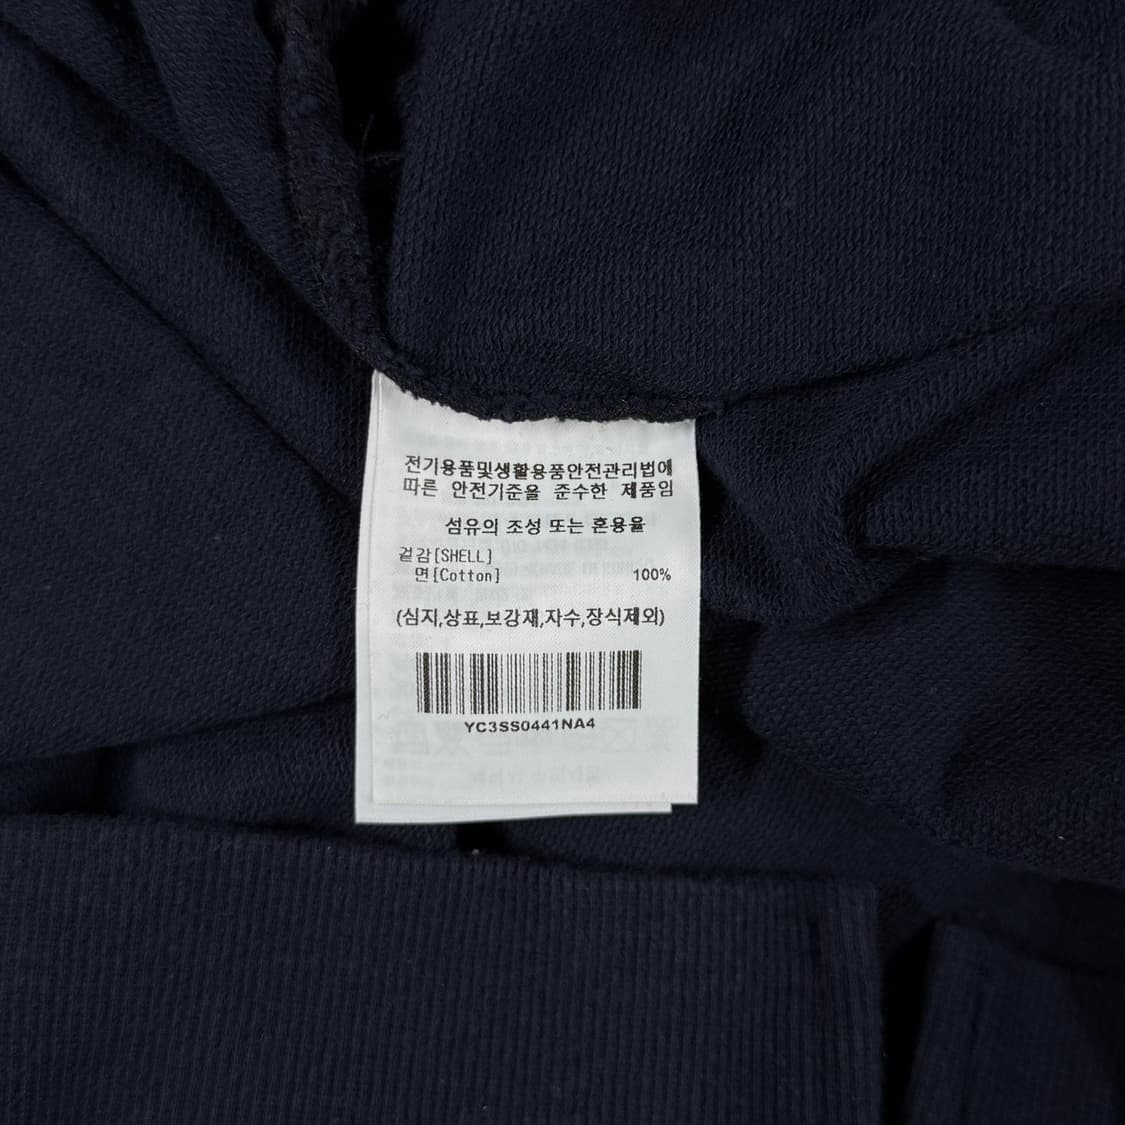 전기용품및생활용품안전관리법에
따른 안전기준을 준수한 제품임
섬유의 조성 또는 혼용율
겉감[SHELL]
면[Cotton] 100%
(심지,상표,보강재,자수,장식제외)
YC3SS0441NA4